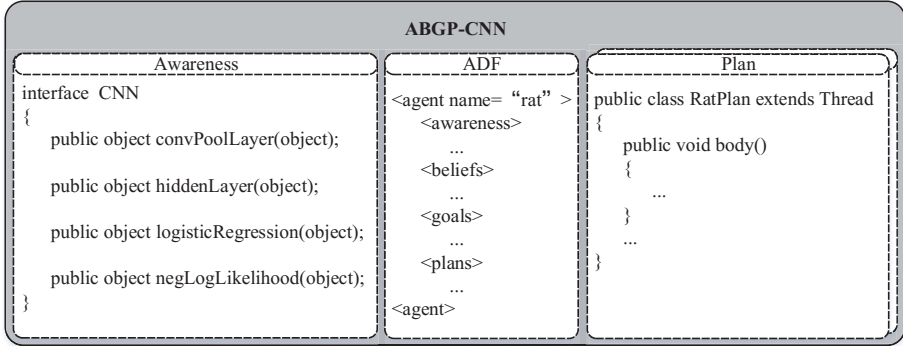 ABGP-CNN
Awareness
interface CNN
{
public object convPoolLayer(object);
public object hiddenLayer(object);
public object logisticRegression(object);
public object negLogLikelihood(object);
}
ADF
<agent name= “rat” >
<awareness>
...
<beliefs>
...
<goals>
...
<plans>
...
<agent>
Plan
public class RatPlan extends Thread
{
public void body()
{
...
}
...
}